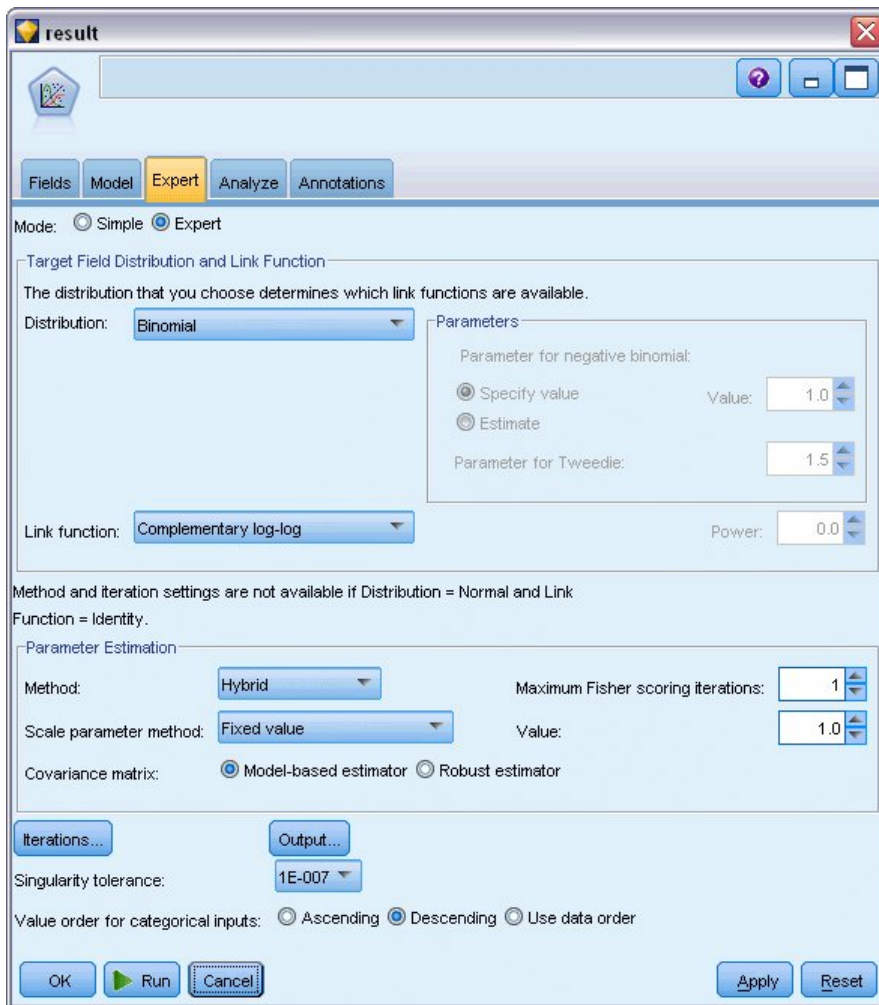 result
Fields Model Expert Analyze Annotations
Mode: Simple Expert
Target Field Distribution and Link Function
The distribution that you choose determines which link functions are available.
Distribution: Binomial
Parameters
Parameter for negative binomial:
Specify value Value: 1.0
Estimate
Parameter for Tweedie: 1.5
Link function: Complementary log-log Power: 0.0
Method and iteration settings are not available if Distribution = Normal and Link
Function = Identity.
Parameter Estimation
Method: Hybrid Maximum Fisher scoring iterations: 1
Scale parameter method: Fixed value Value: 1.0
Covariance matrix: Model-based estimator Robust estimator
Iterations... Output...
Singularity tolerance: 1E-007
Value order for categorical inputs: Ascending Descending Use data order
OK Run Cancel Apply Reset